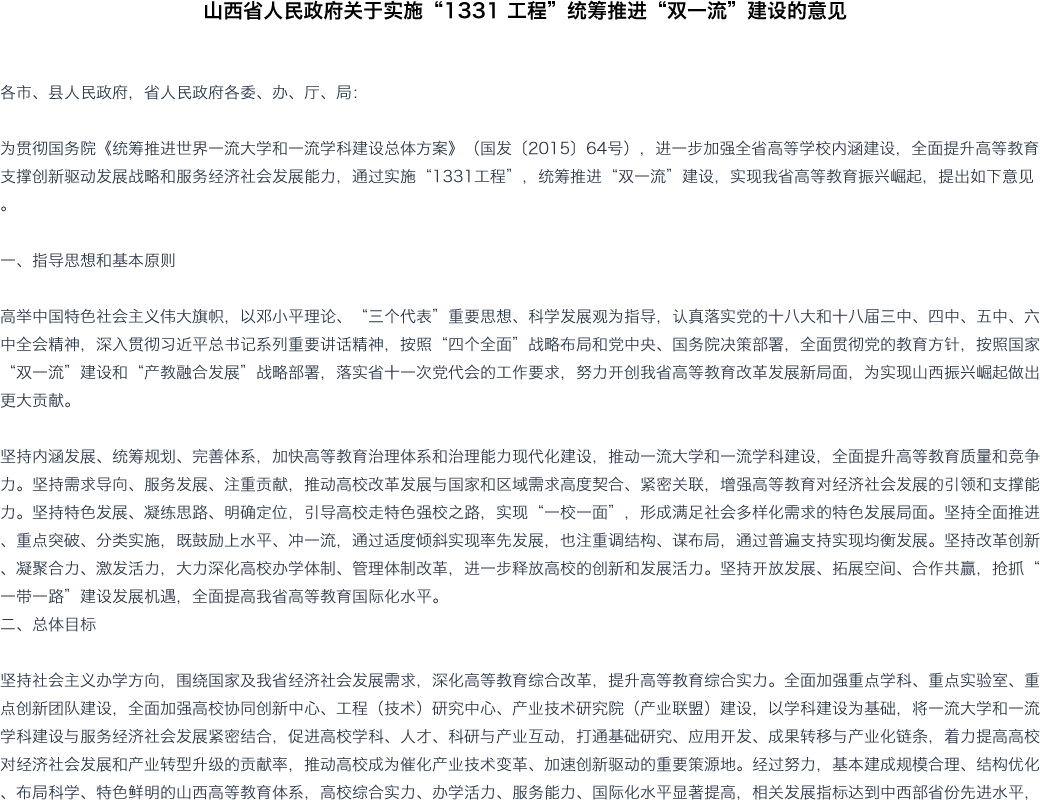 山西省人民政府关于实施“1331 工程”统筹推进“双一流”建设的意见
各市、县人民政府，省人民政府各委、办、厅、局：
为贯彻国务院《统筹推进世界一流大学和一流学科建设总体方案》（国发〔2015〕64号），进一步加强全省高等学校内涵建设，全面提升高等教育
支撑创新驱动发展战略和服务经济社会发展能力，通过实施“1331工程”，统筹推进“双一流”建设，实现我省高等教育振兴崛起，提出如下意见
。
一、指导思想和基本原则
高举中国特色社会主义伟大旗帜，以邓小平理论、“三个代表”重要思想、科学发展观为指导，认真落实党的十八大和十八届三中、四中、五中、六
中全会精神，深入贯彻习近平总书记系列重要讲话精神，按照“四个全面”战略布局和党中央、国务院决策部署，全面贯彻党的教育方针，按照国家
“双一流”建设和“产教融合发展”战略部署，落实省十一次党代会的工作要求，努力开创我省高等教育改革发展新局面，为实现山西振兴崛起做出
更大贡献。
坚持内涵发展、统筹规划、完善体系，加快高等教育治理体系和治理能力现代化建设，推动一流大学和一流学科建设，全面提升高等教育质量和竞争
力。坚持需求导向、服务发展、注重贡献，推动高校改革发展与国家和区域需求高度契合、紧密关联，增强高等教育对经济社会发展的引领和支撑能
力。坚持特色发展、凝练思路、明确定位，引导高校走特色强校之路，实现“一校一面”，形成满足社会多样化需求的特色发展局面。坚持全面推进
、重点突破、分类实施，既鼓励上水平、冲一流，通过适度倾斜实现率先发展，也注重调结构、谋布局，通过普遍支持实现均衡发展。坚持改革创新
、凝聚合力、激发活力，大力深化高校办学体制、管理体制改革，进一步释放高校的创新和发展活力。坚持开放发展、拓展空间、合作共赢，抢抓“
一带一路”建设发展机遇，全面提高我省高等教育国际化水平。
二、总体目标
坚持社会主义办学方向，围绕国家及我省经济社会发展需求，深化高等教育综合改革，提升高等教育综合实力。全面加强重点学科、重点实验室、重
点创新团队建设，全面加强高校协同创新中心、工程（技术）研究中心、产业技术研究院（产业联盟）建设，以学科建设为基础，将一流大学和一流
学科建设与服务经济社会发展紧密结合，促进高校学科、人才、科研与产业互动，打通基础研究、应用开发、成果转移与产业化链条，着力提高高校
对经济社会发展和产业转型升级的贡献率，推动高校成为催化产业技术变革、加速创新驱动的重要策源地。经过努力，基本建成规模合理、结构优化
、布局科学、特色鲜明的山西高等教育体系，高校综合实力、办学活力、服务能力、国际化水平显著提高，相关发展指标达到中西部省份先进水平，